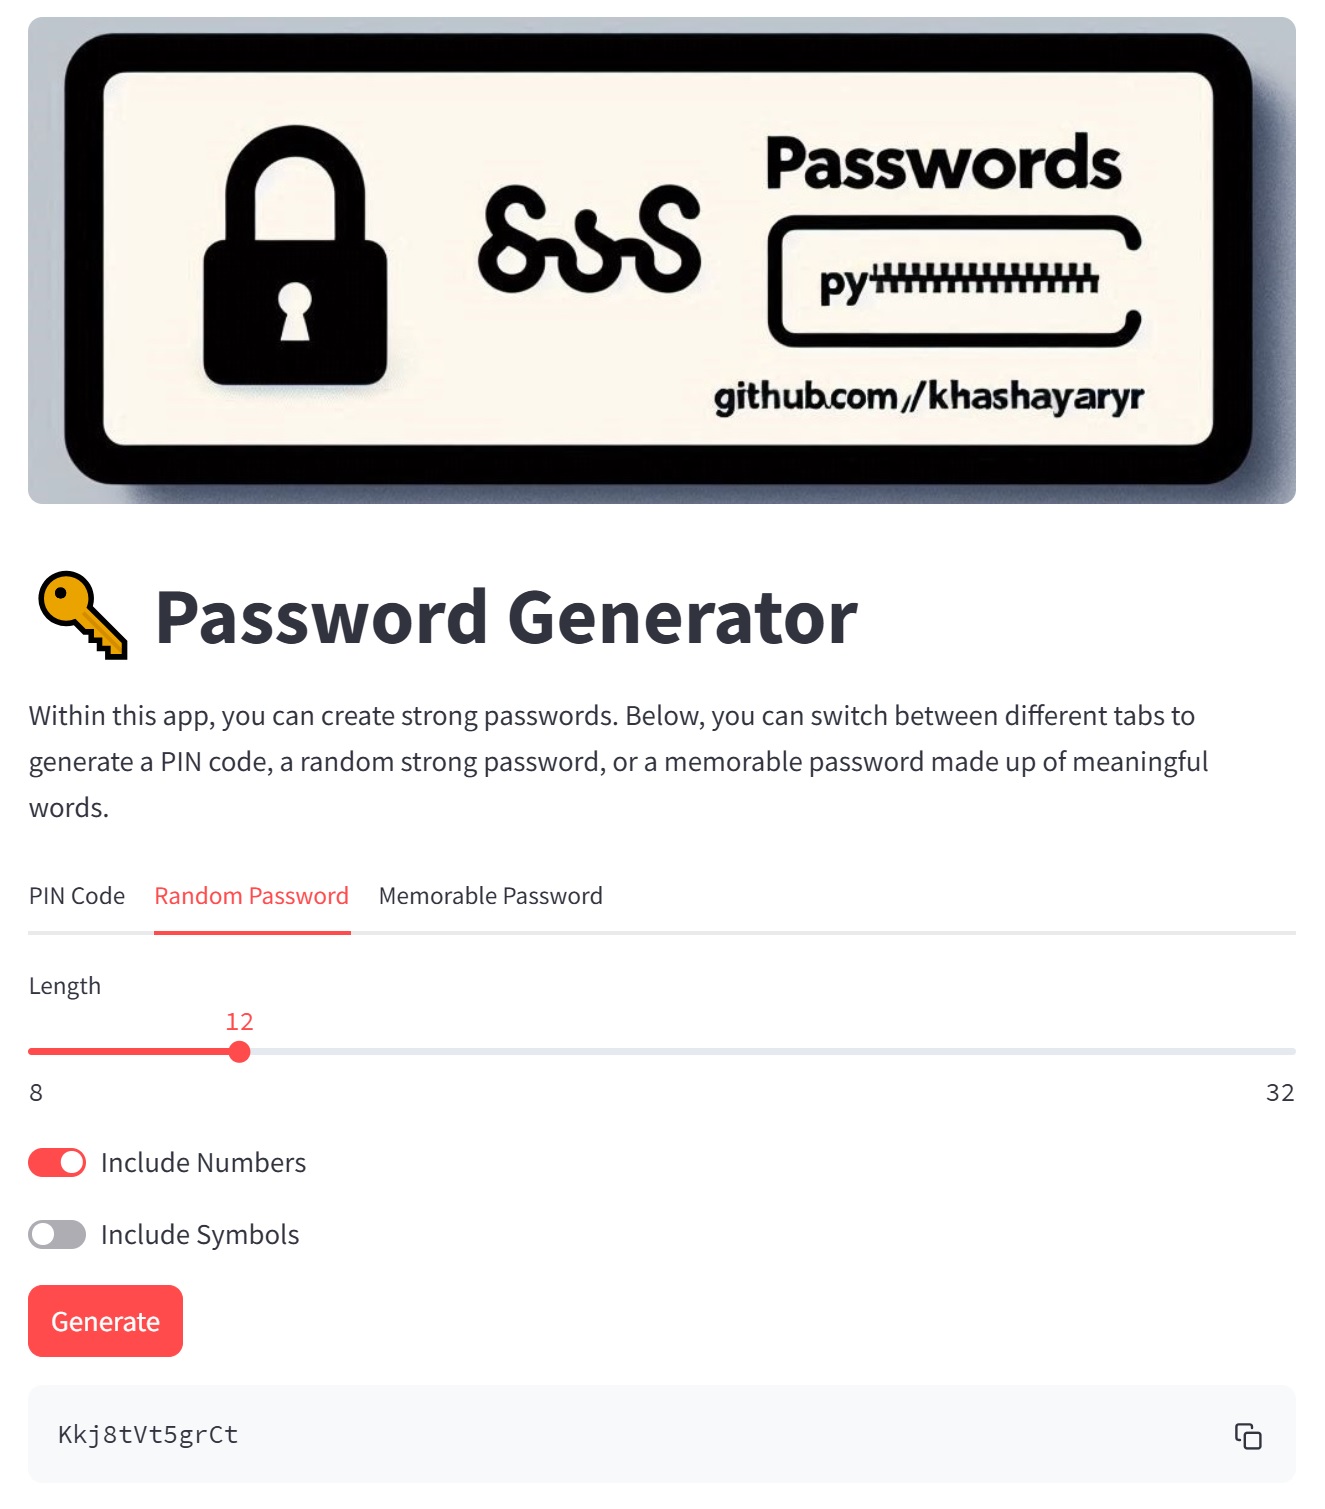 Passwords
py
github.com//khashayaryr
Password Generator
Within this app, you can create strong passwords. Below, you can switch between different tabs to
generate a PIN code, a random strong password, or a memorable password made up of meaningful
words.
PIN Code Random Password Memorable Password
Length
12
8 32
Include Numbers
Include Symbols
Generate
Kkj8tVt5grCt